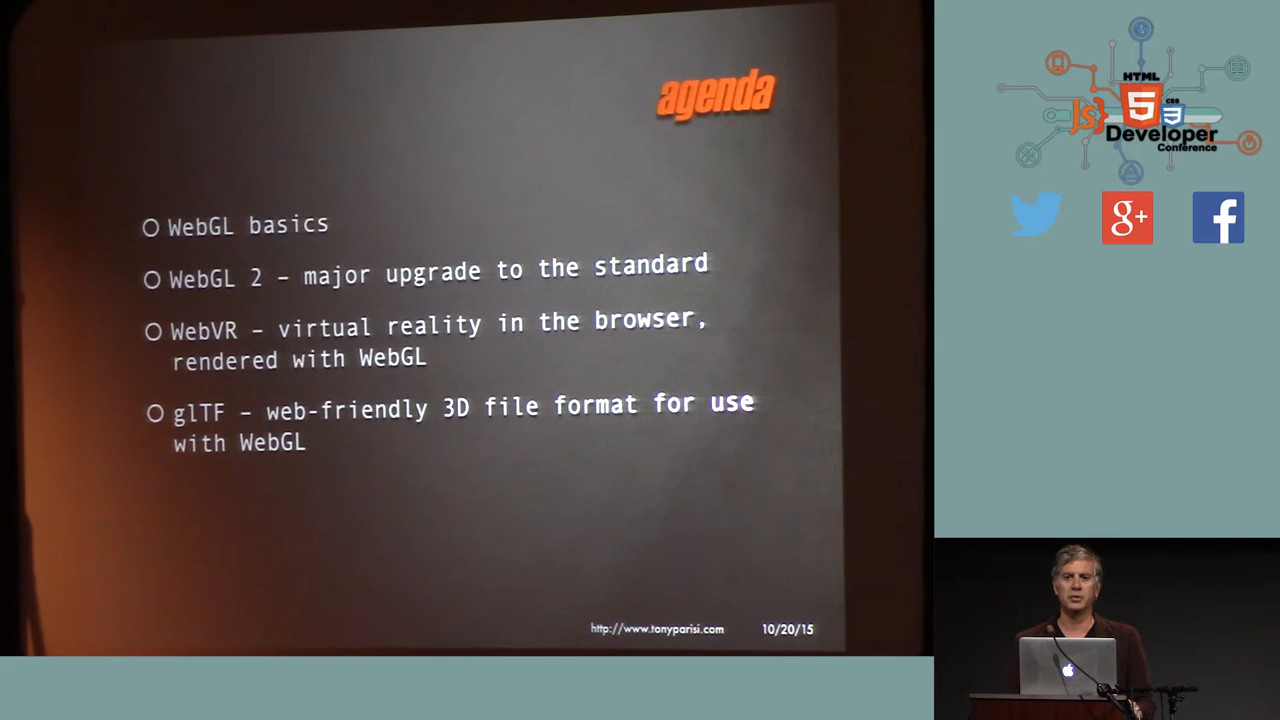 agenda
WebGL basics
WebGL 2 – major upgrade to the standard
WebVR – virtual reality in the browser,
rendered with WebGL
glTF – web-friendly 3D file format for use
with WebGL
http://www.tonyparisi.com 10/20/15
HTML
5
JS}
CSS
3
Developer
Conference
g+
f